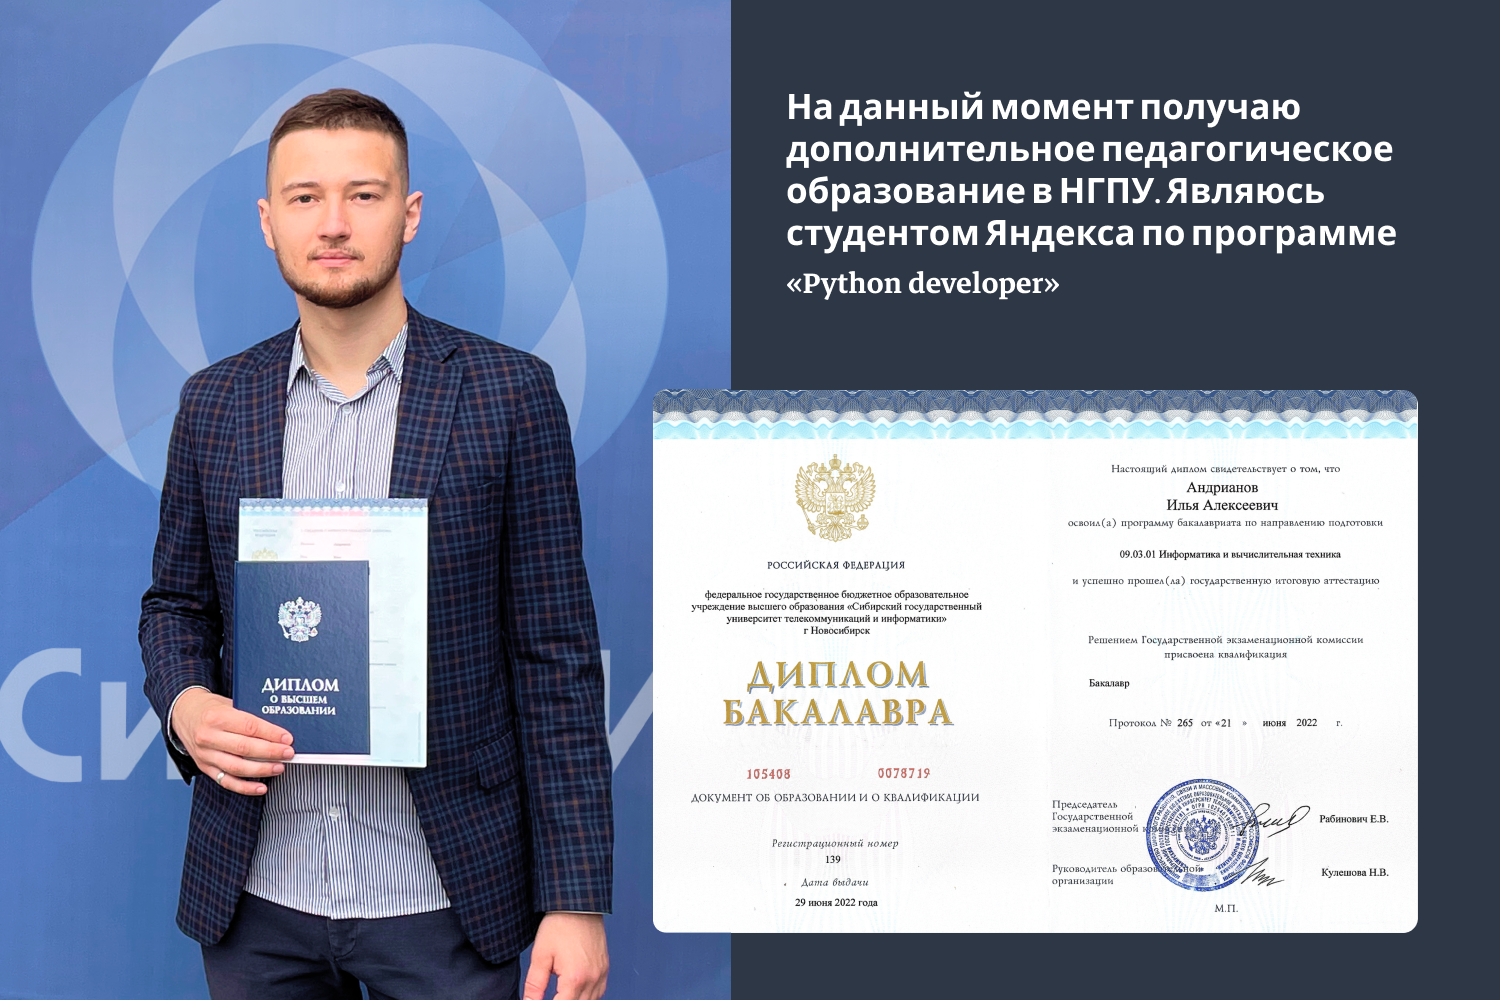 На данный момент получаю
дополнительное педагогическое
образование в НГПУ. Являюсь
студентом Яндекса по программе
«Python developer»
ДИПЛОМ
О ВЫСШЕМ
ОБРАЗОВАНИИ
РОССИЙСКАЯ ФЕДЕРАЦИЯ
федеральное государственное бюджетное образовательное
учреждение высшего образования «Сибирский государственный
университет телекоммуникаций и информатики»
г Новосибирск
ДИПЛОМ
БАКАЛАВРА
105408 0078719
ДОКУМЕНТ ОБ ОБРАЗОВАНИИ И О КВАЛИФИКАЦИИ
Регистрационный номер
139
Дата выдачи
29 июня 2022 года
Настоящий диплом свидетельствует о том, что
Андрианов
Илья Алексеевич
освоил(а) программу бакалавриата по направлению подготовки
09.03.01 Информатика и вычислительная техника
и успешно прошел(ла) государственную итоговую аттестацию
Решением Государственной экзаменационной комиссии
присвоена квалификация
Бакалавр
Протокол № 265 от «21 » июня 2022 г.
Председатель
Государственной
экзаменационной комиссии
Рабинович Е.В.
Руководитель образовательной
организации
Кулешова Н.В.
М.П.